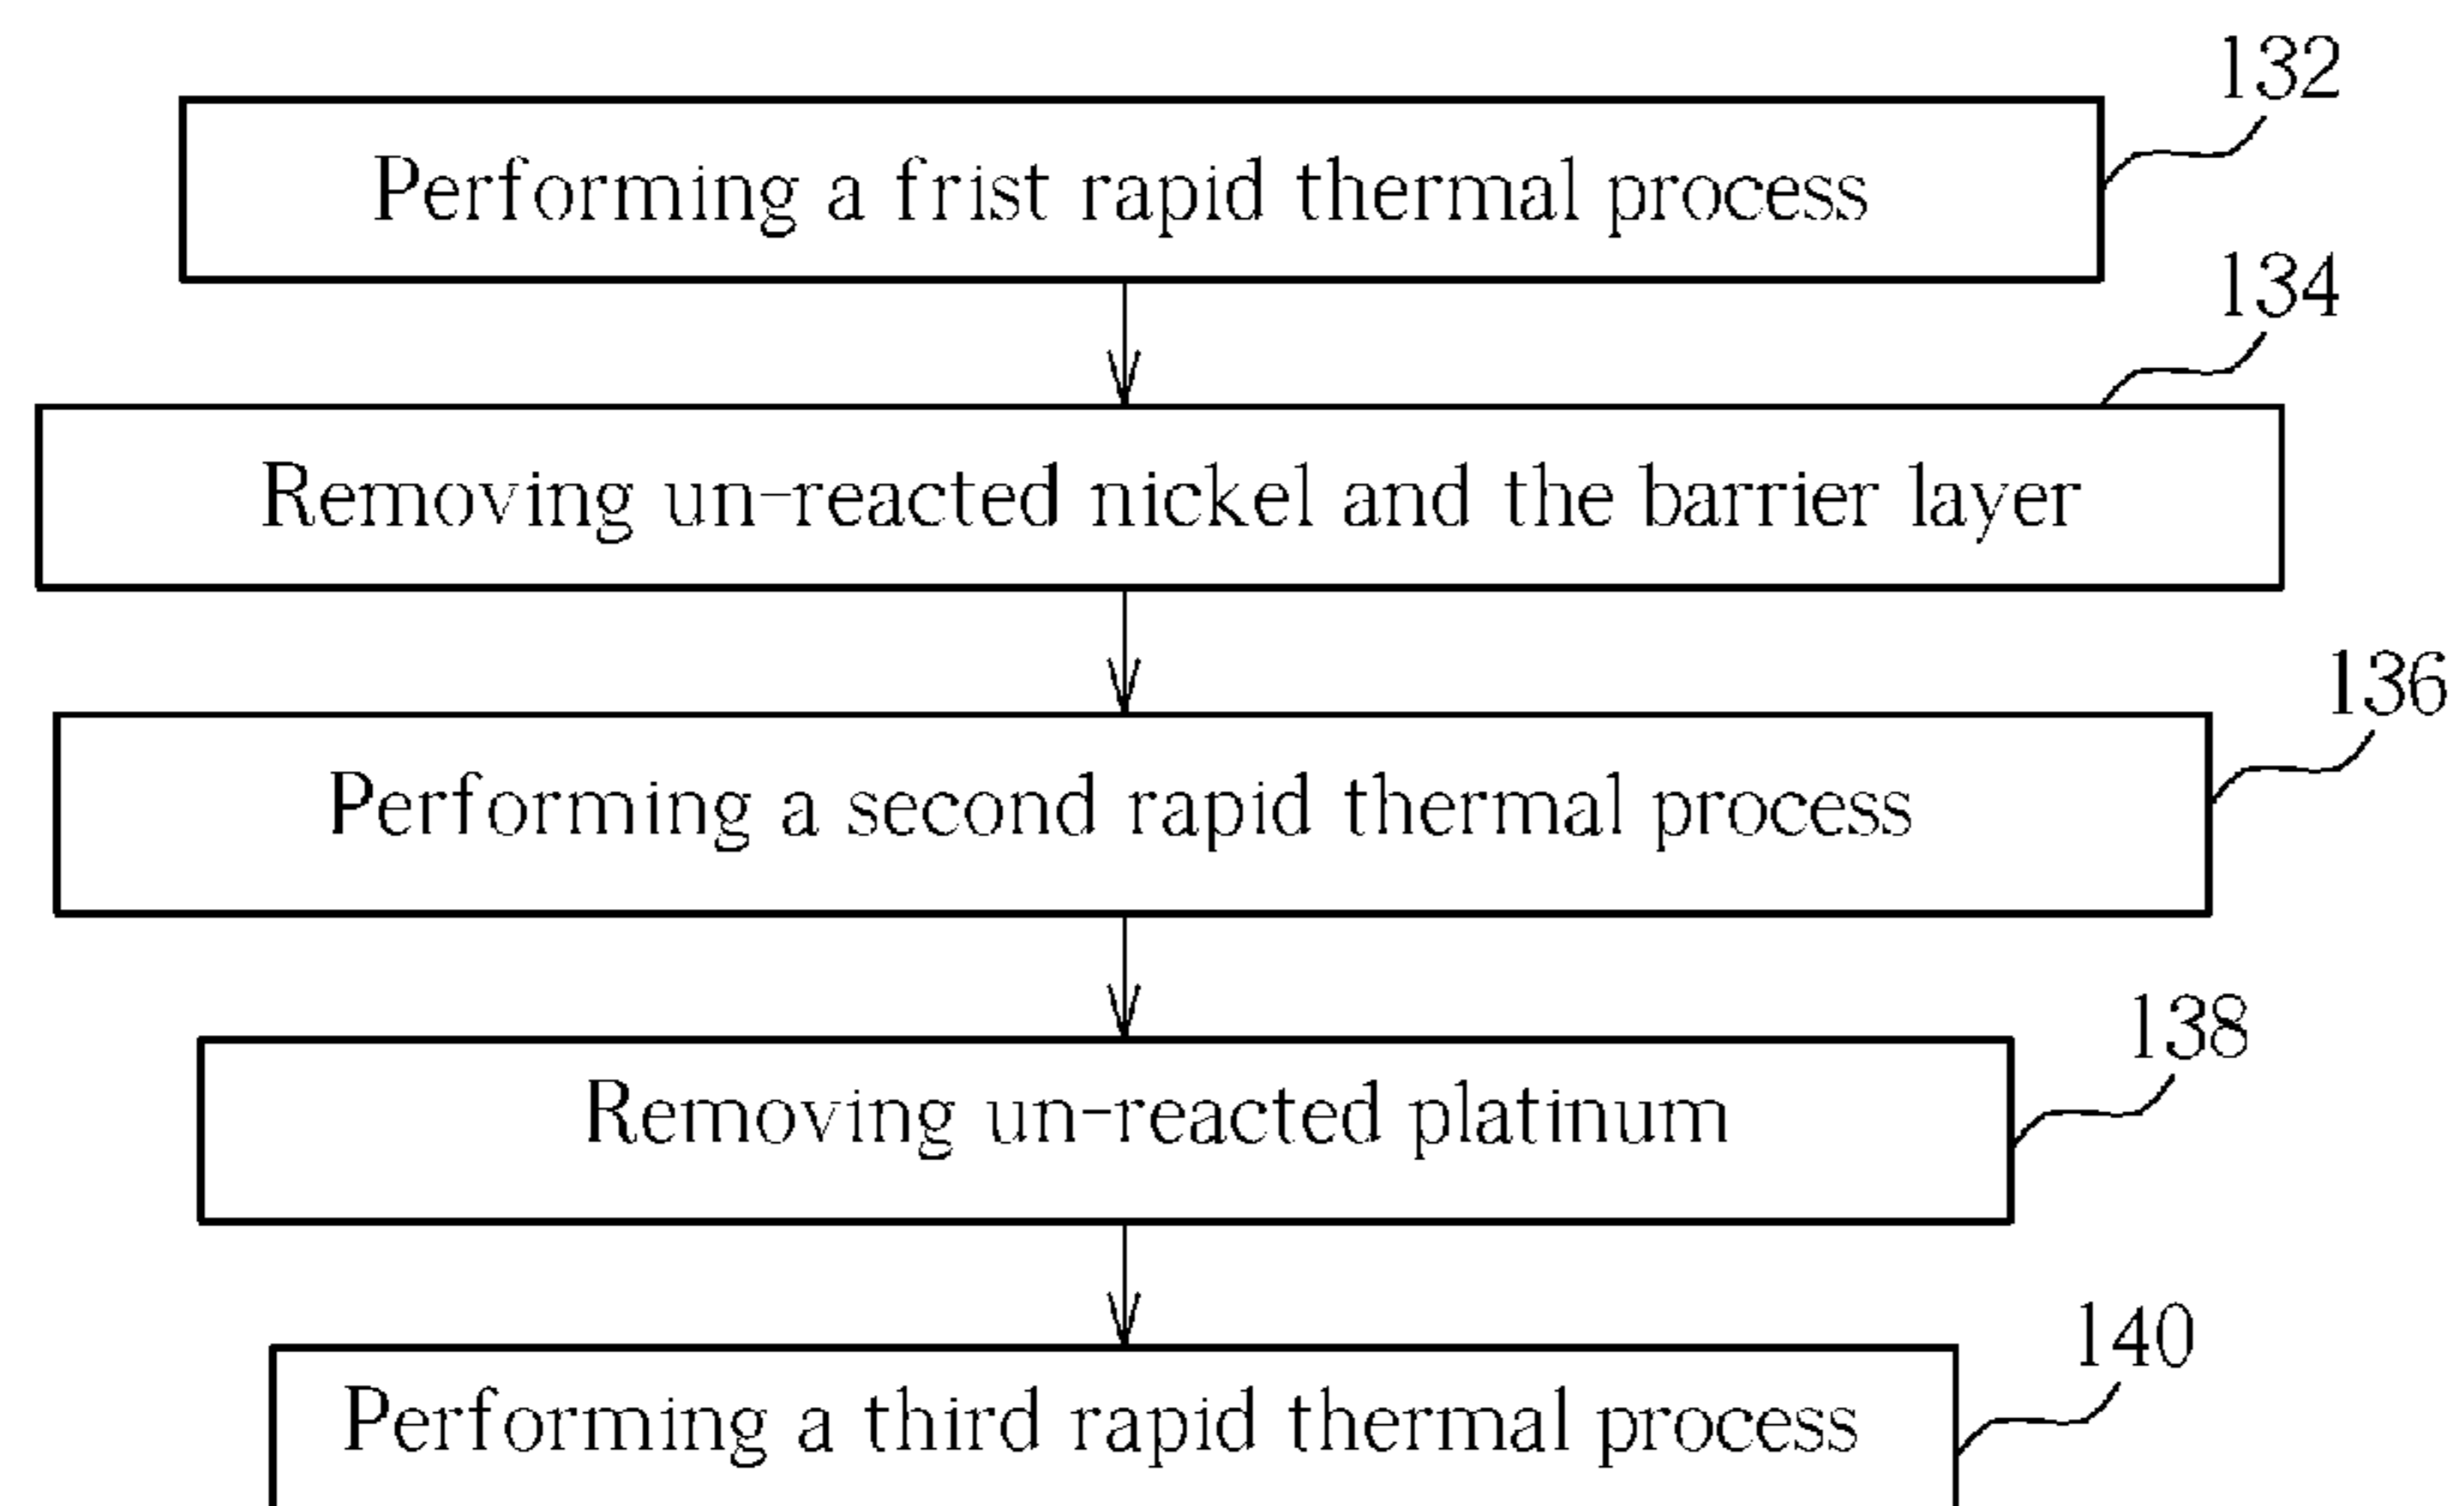 132
Performing a frist rapid thermal process
134
Removing un-reacted nickel and the barrier layer
136
Performing a second rapid thermal process
138
Removing un-reacted platinum
140
Performing a third rapid thermal process